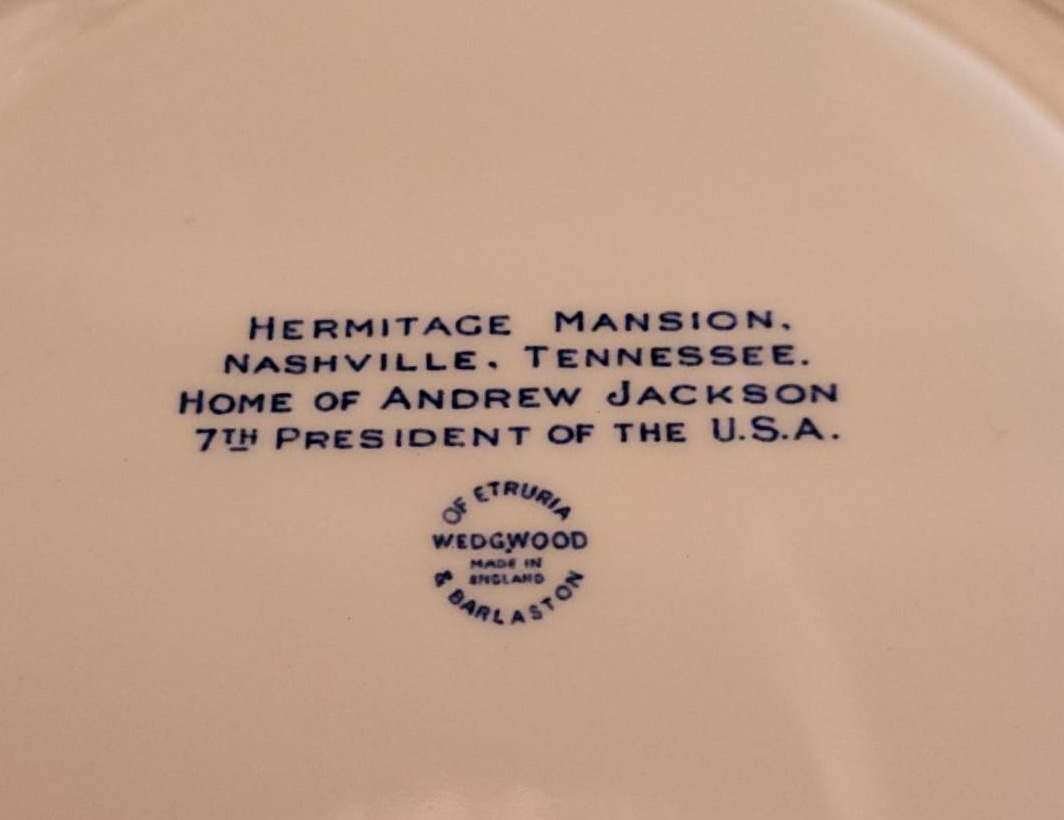 HERMITAGE MANSION.
NASHVILLE. TENNESSEE.
HOME OF ANDREW JACKSON
7TH PRESIDENT OF THE U.S.A.
OF ETRURIA
WEDGWOOD
MADE IN
ENGLAND
& BARLASTON